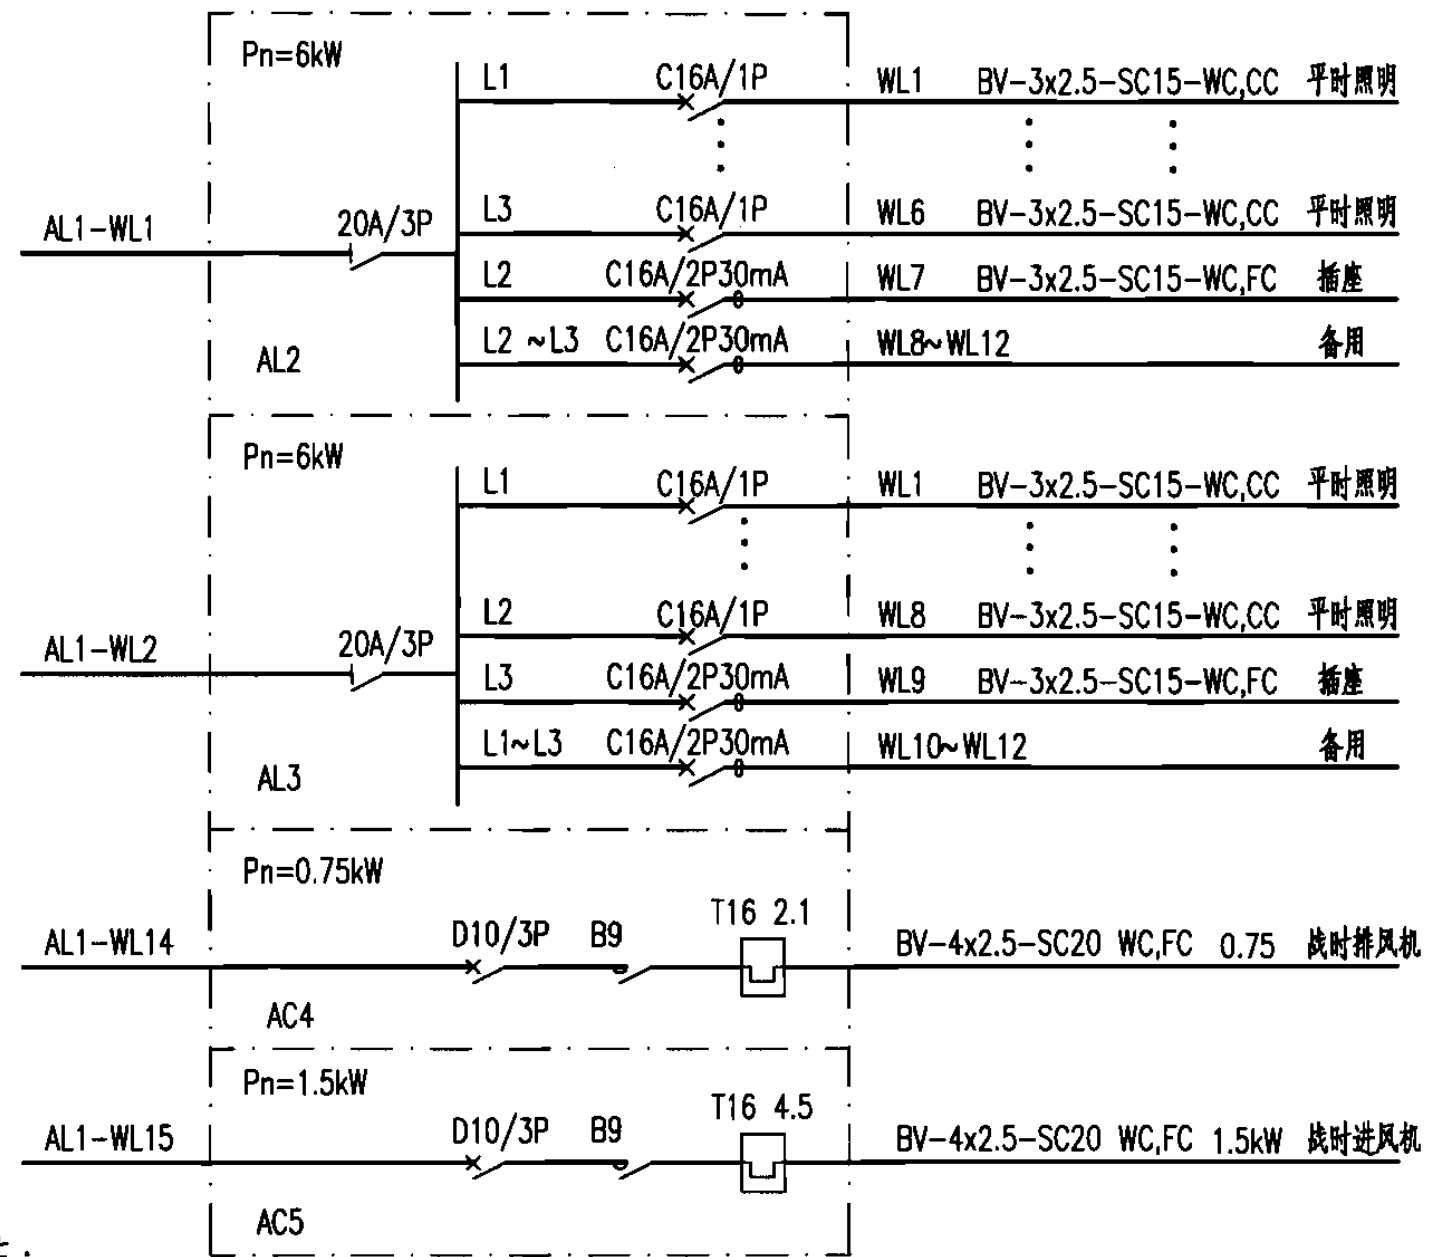 Pn=6kW
L1 C16A/1P WL1 BV-3x2.5-SC15-WC,CC 平时照明
L3 C16A/1P WL6 BV-3x2.5-SC15-WC,CC 平时照明
AL1-WL1 20A/3P
L2 C16A/2P30mA WL7 BV-3x2.5-SC15-WC,FC 插座
L2 ~L3 C16A/2P30mA WL8~WL12 备用
AL2
Pn=6kW
L1 C16A/1P WL1 BV-3x2.5-SC15-WC,CC 平时照明
L2 C16A/1P WL8 BV-3x2.5-SC15-WC,CC 平时照明
AL1-WL2 20A/3P
L3 C16A/2P30mA WL9 BV-3x2.5-SC15-WC,FC 插座
L1~L3 C16A/2P30mA WL10~WL12 备用
AL3
Pn=0.75kW
AL1-WL14 D10/3P B9 T16 2.1 BV-4x2.5-SC20 WC,FC 0.75 战时排风机
AC4
Pn=1.5kW
AL1-WL15 D10/3P B9 T16 4.5 BV-4x2.5-SC20 WC,FC 1.5kW 战时进风机
AC5